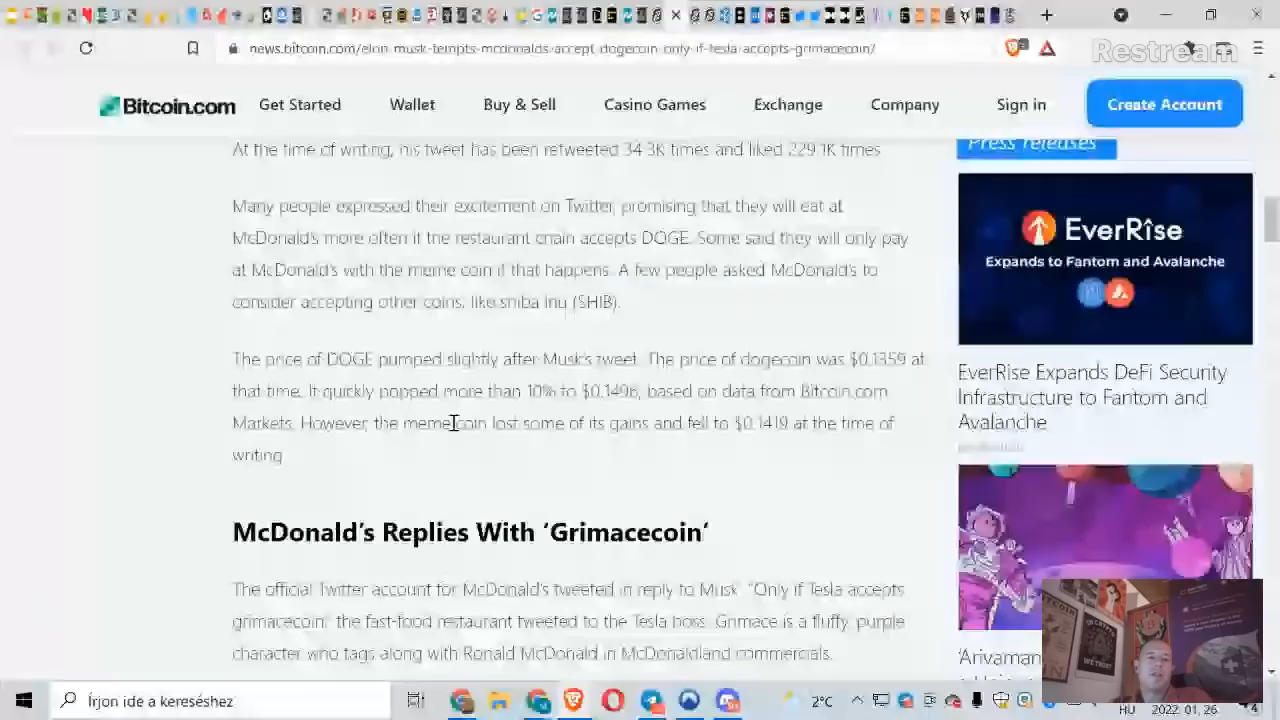 news.bitcoin.com/elon-musk-tempts-mcdonalds-accept-dogecoin-only-if-tesla-accepts-grimacecoin/
Restream
Bitcoin.com
Get Started
Wallet
Buy & Sell
Casino Games
Exchange
Company
Sign in
Create Account
At the time of writing, his tweet has been retweeted 34.3K times and liked 229.1K times
Many people expressed their excitement on Twitter, promising that they will eat at
McDonald's more often if the restaurant chain accepts DOGE. Some said they will only pay
at McDonald's with the meme coin if that happens. A few people asked McDonald's to
consider accepting other coins, like shiba inu (SHIB).
The price of DOGE pumped slightly after Musk's tweet. The price of dogecoin was $0.1359 at
that time. It quickly popped more than 10% to $0.1496, based on data from Bitcoin.com
Markets. However, the meme coin lost some of its gains and fell to $0.1419 at the time of
writing
McDonald's Replies With ‘Grimacecoin’
The official Twitter account for McDonald's tweeted in reply to Musk: "Only if Tesla accepts
grimacecoin," the fast-food restaurant tweeted to the Tesla boss. Grimace is a fluffy, purple
character who tags along with Ronald McDonald in McDonaldland commercials.
Press releases
EverRîse
Expands to Fantom and Avalanche
EverRise Expands DeFi Security
Infrastructure to Fantom and
Avalanche
BITCOIN
IN CRYPTO
WE TRUST
Írjon ide a kereséshez
2°C
HU
2022. 01. 26.
4